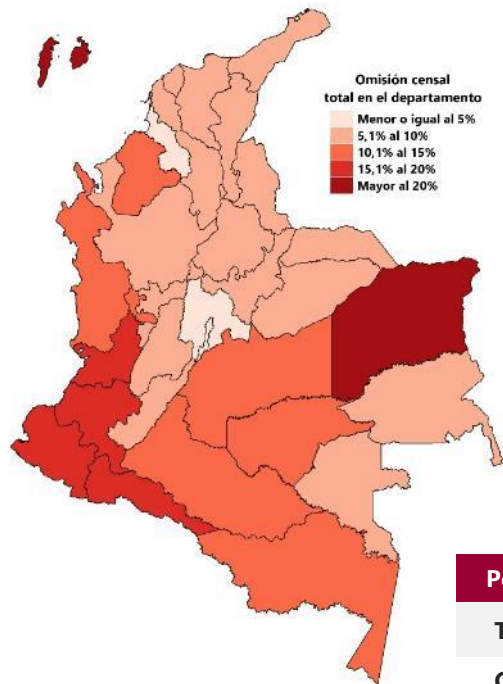 Omisión censal
total en el departamento
Menor o igual al 5%
5,1% al 10%
10,1% al 15%
15,1% al 20%
Mayor al 20%